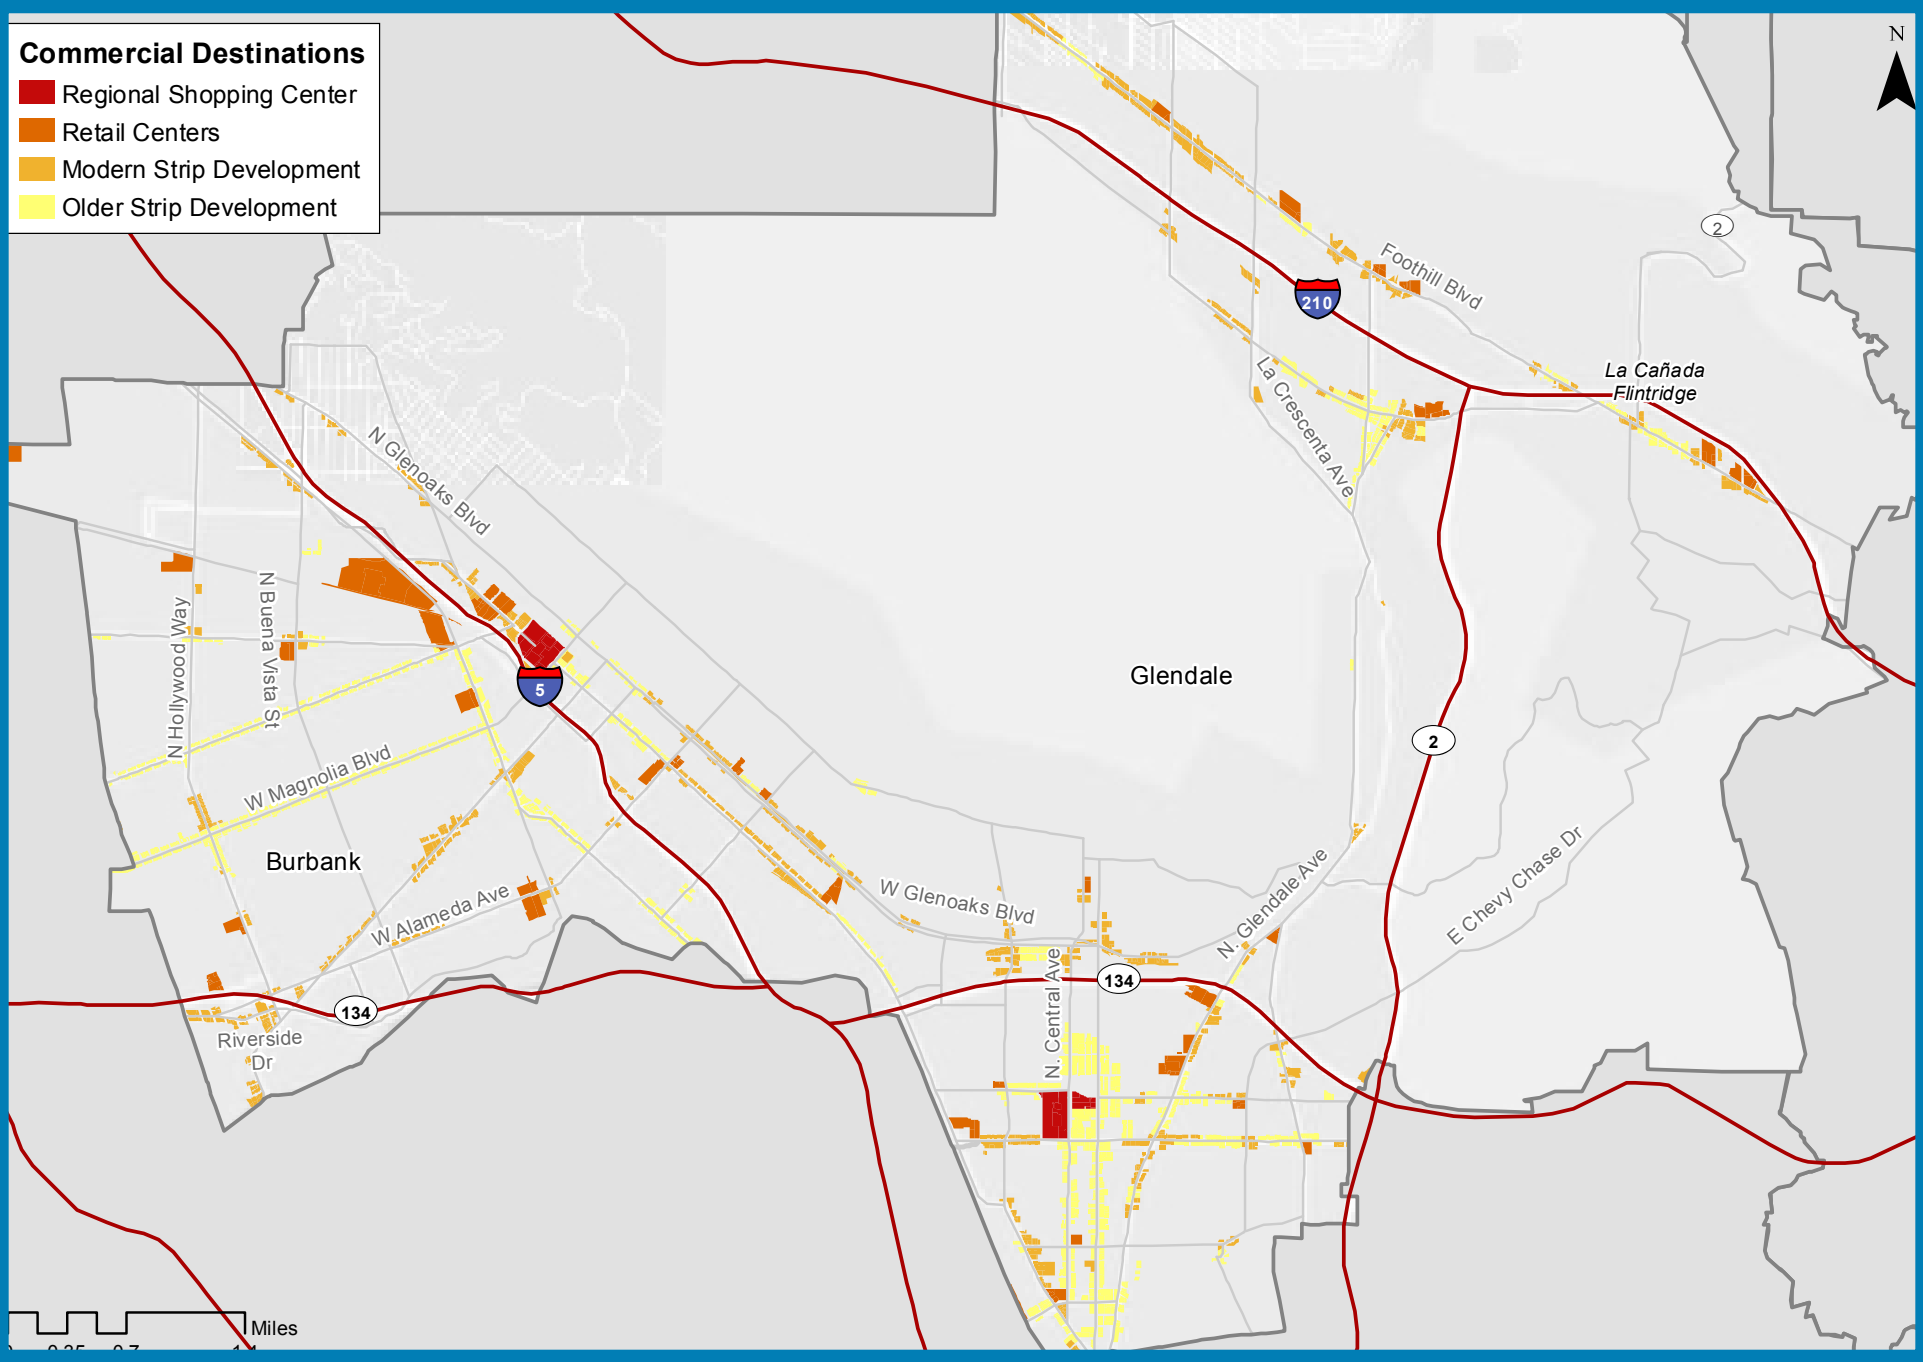 Commercial Destinations
Regional Shopping Center
Retail Centers
Modern Strip Development
Older Strip Development
N
2
Foothill Blvd
210
La Cañada
Flintridge
La Crescenta Ave
N Glenoaks Blvd
N Hollywood Way
N Buena Vista St
5
Glendale
2
W Magnolia Blvd
Burbank
W Alameda Ave
W Glenoaks Blvd
N. Glendale Ave
E Chevy Chase Dr
N. Central Ave
134
134
Riverside
Dr
Miles